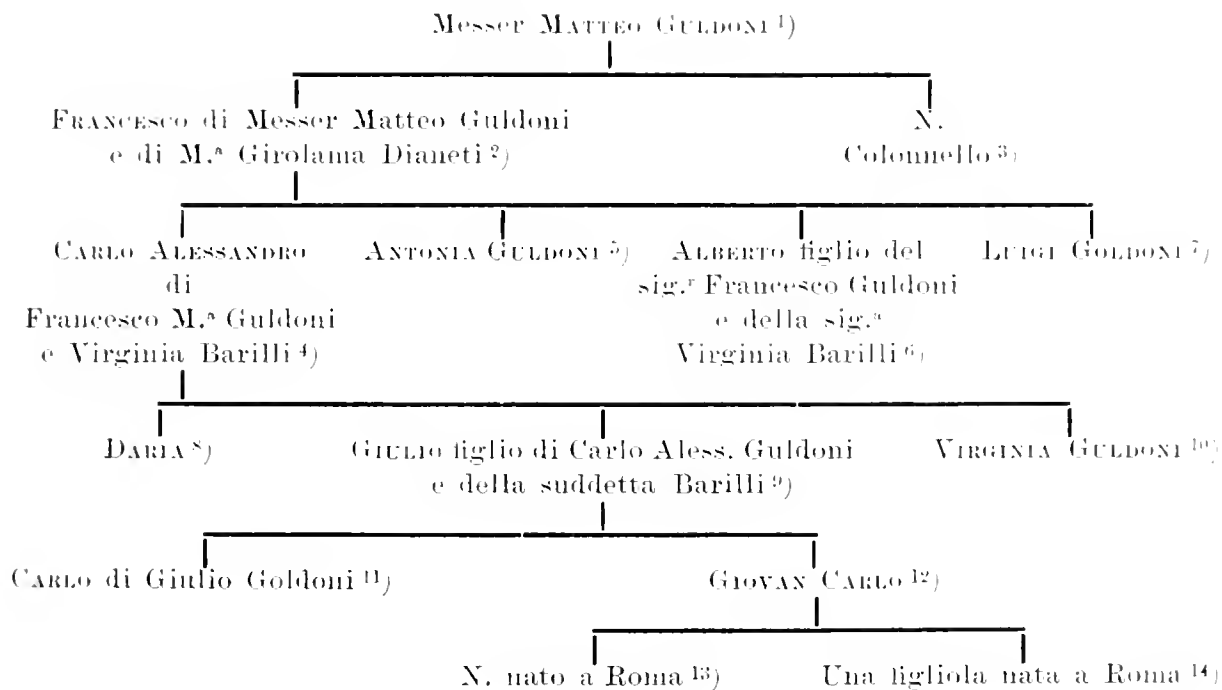 Messer Matteo Guldoni 1)
Francesco di Messer Matteo Guldoni
e di M.a Girolama Dianeti 2)
N.
Colonnello 3)
Carlo Alessandro
di
Francesco M.a Guldoni
e Virginia Barilli 4)
Antonia Guldoni 5)
Alberto figlio del
sig.r Francesco Guldoni
e della sig.a
Virginia Barilli 6)
Luigi Goldoni 7)
Daria 8)
Giulio figlio di Carlo Aless. Guldoni
e della suddetta Barilli 9)
Virginia Guldoni 10)
Carlo di Giulio Goldoni 11)
Giovan Carlo 12)
N. nato a Roma 13)
Una figliola nata a Roma 14)